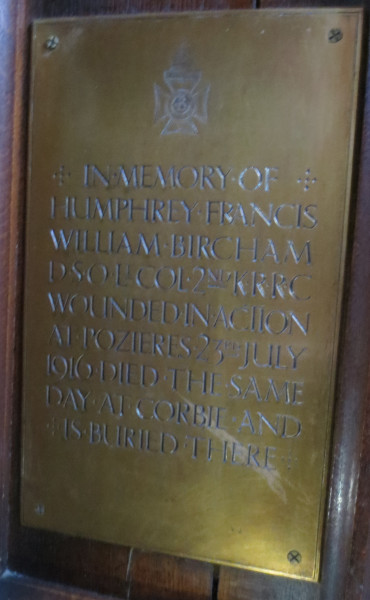 IN·MEMORY·OF
HUMPHREY·FRANCIS
WILLIAM·BIRCHAM
D·S·O·Lᵗ COL·2ND·K·R·R·C
WOUNDED·IN·ACTION
AT·POZIERES·23RD·JULY
1916·DIED·THE·SAME
DAY·AT·CORBIE·AND
IS·BURIED·THERE